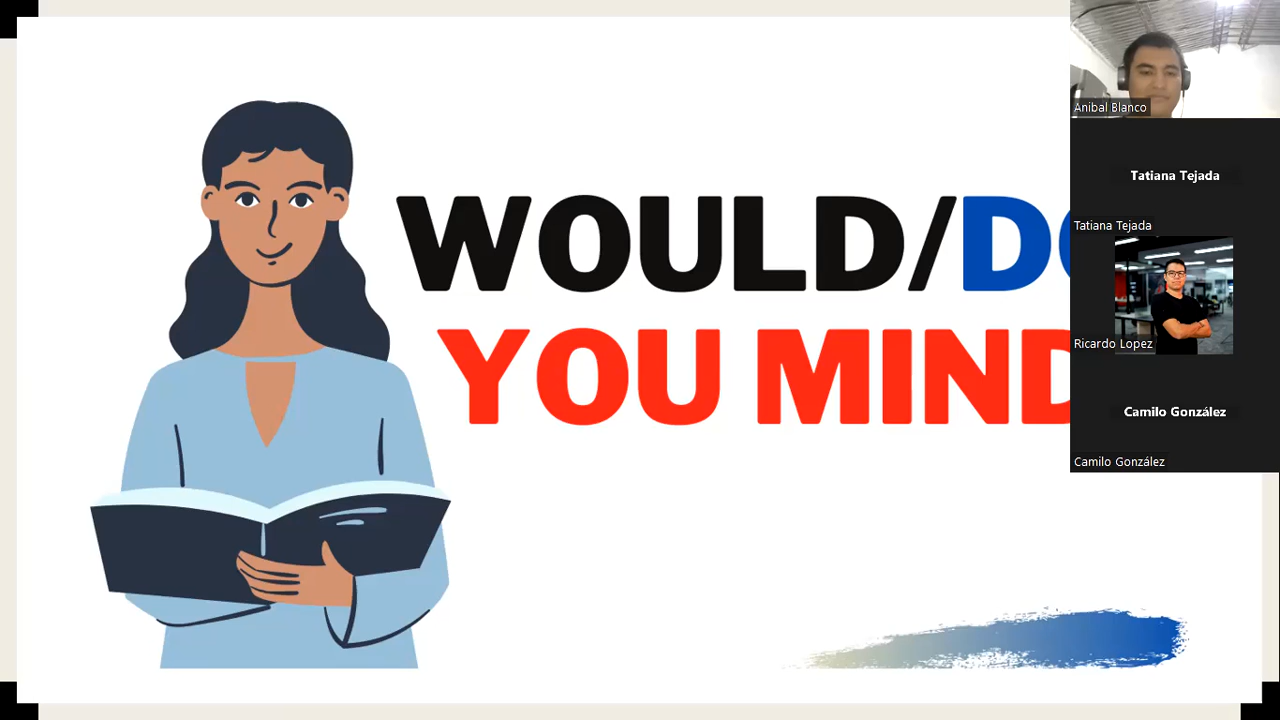 WOULD/DO
YOU MIND
Anibal Blanco
Tatiana Tejada
Tatiana Tejada
Ricardo Lopez
Camilo González
Camilo González